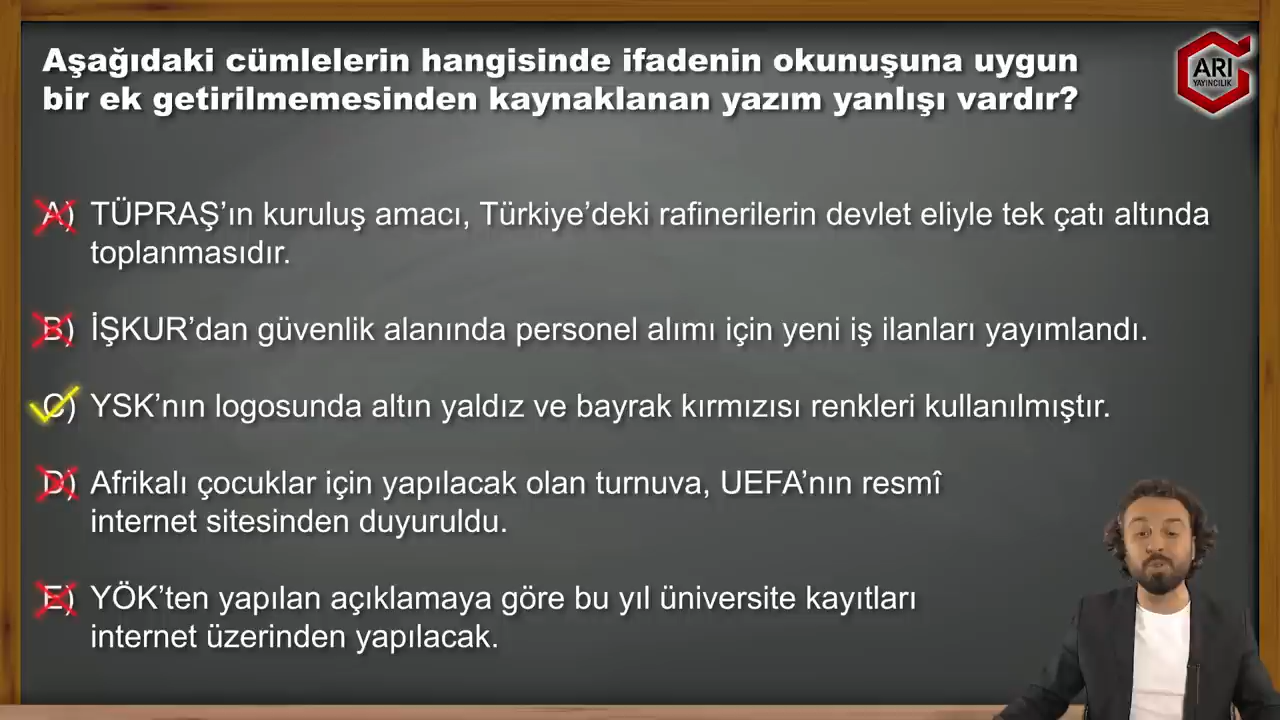 Aşağıdaki cümlelerin hangisinde ifadenin okunuşuna uygun
bir ek getirilmemesinden kaynaklanan yazım yanlışı vardır?
ARI
YAYINCILIK
A) TÜPRAŞ’ın kuruluş amacı, Türkiye’deki rafinerilerin devlet eliyle tek çatı altında
toplanmasıdır.
B) İŞKUR’dan güvenlik alanında personel alımı için yeni iş ilanları yayımlandı.
C) YSK’nın logosunda altın yaldız ve bayrak kırmızısı renkleri kullanılmıştır.
D) Afrikalı çocuklar için yapılacak olan turnuva, UEFA’nın resmî
internet sitesinden duyuruldu.
E) YÖK’ten yapılan açıklamaya göre bu yıl üniversite kayıtları
internet üzerinden yapılacak.